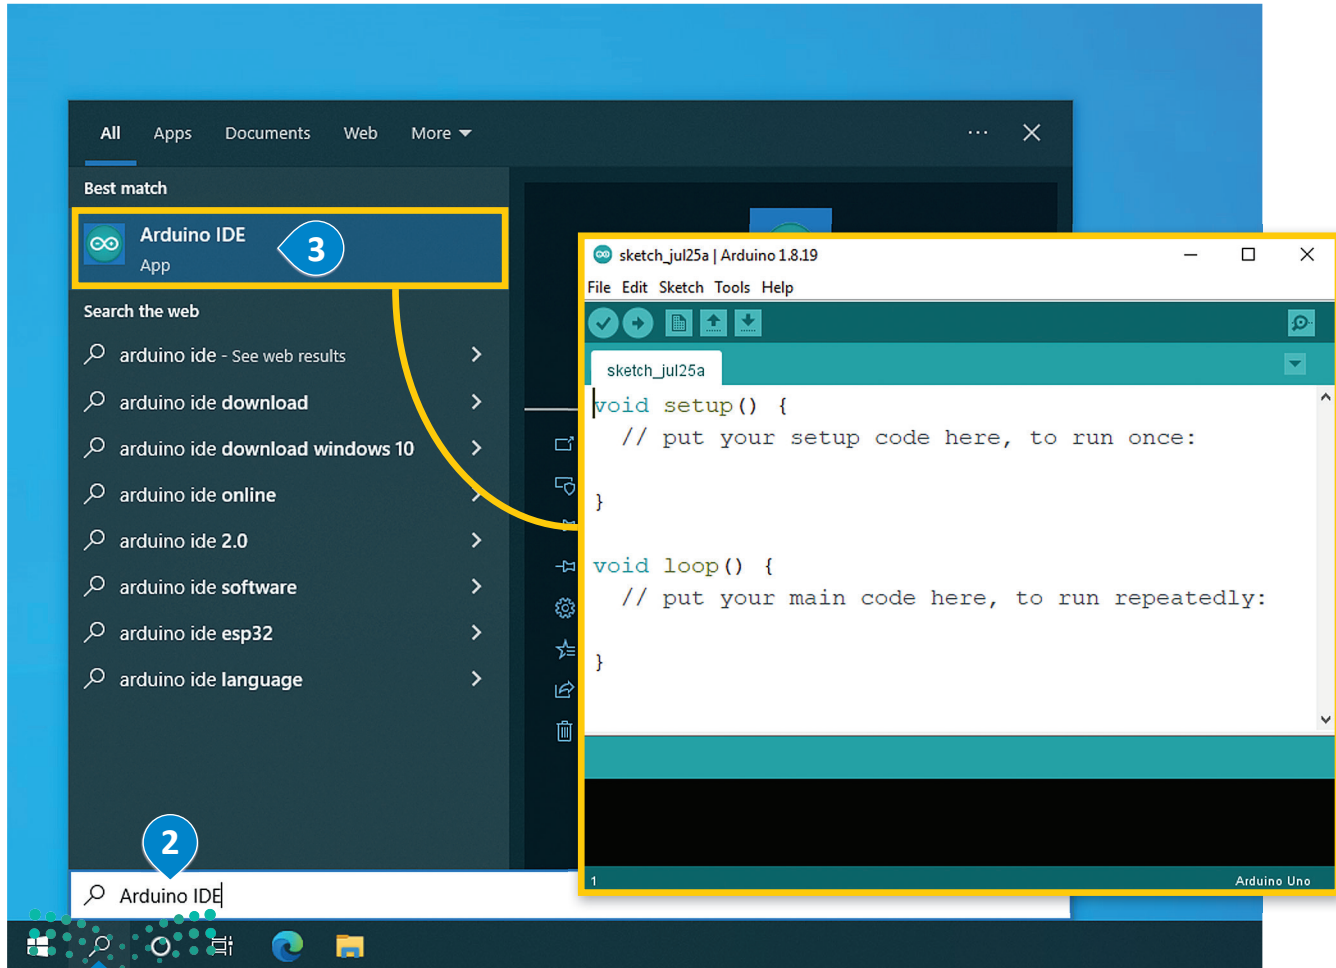 All Apps Documents Web More
Best match
Arduino IDE
App
3
Search the web
arduino ide - See web results
arduino ide download
arduino ide download windows 10
arduino ide online
arduino ide 2.0
arduino ide software
arduino ide esp32
arduino ide language
2
Arduino IDE
sketch_jul25a | Arduino 1.8.19
File Edit Sketch Tools Help
sketch_jul25a
void setup() {
// put your setup code here, to run once:
}
void loop() {
// put your main code here, to run repeatedly:
}
1
Arduino Uno